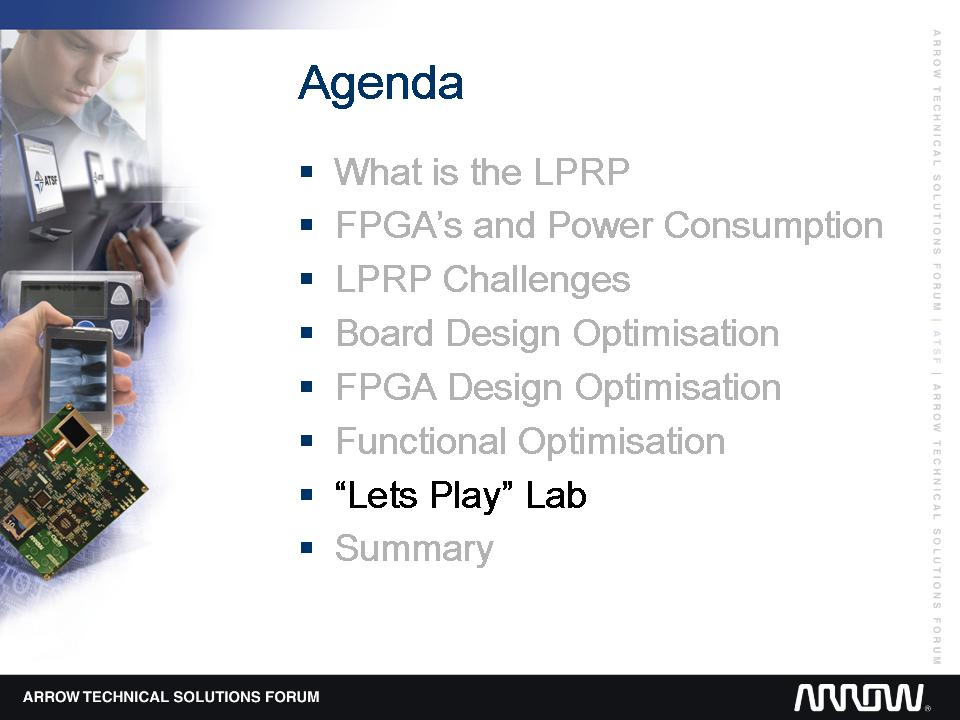 Agenda
What is the LPRP
FPGA’s and Power Consumption
LPRP Challenges
Board Design Optimisation
FPGA Design Optimisation
Functional Optimisation
“Lets Play” Lab
Summary
ATSF
ARROW TECHNICAL SOLUTIONS FORUM | ATSF | ARROW TECHNICAL SOLUTIONS FORUM
ARROW TECHNICAL SOLUTIONS FORUM
ARROW®